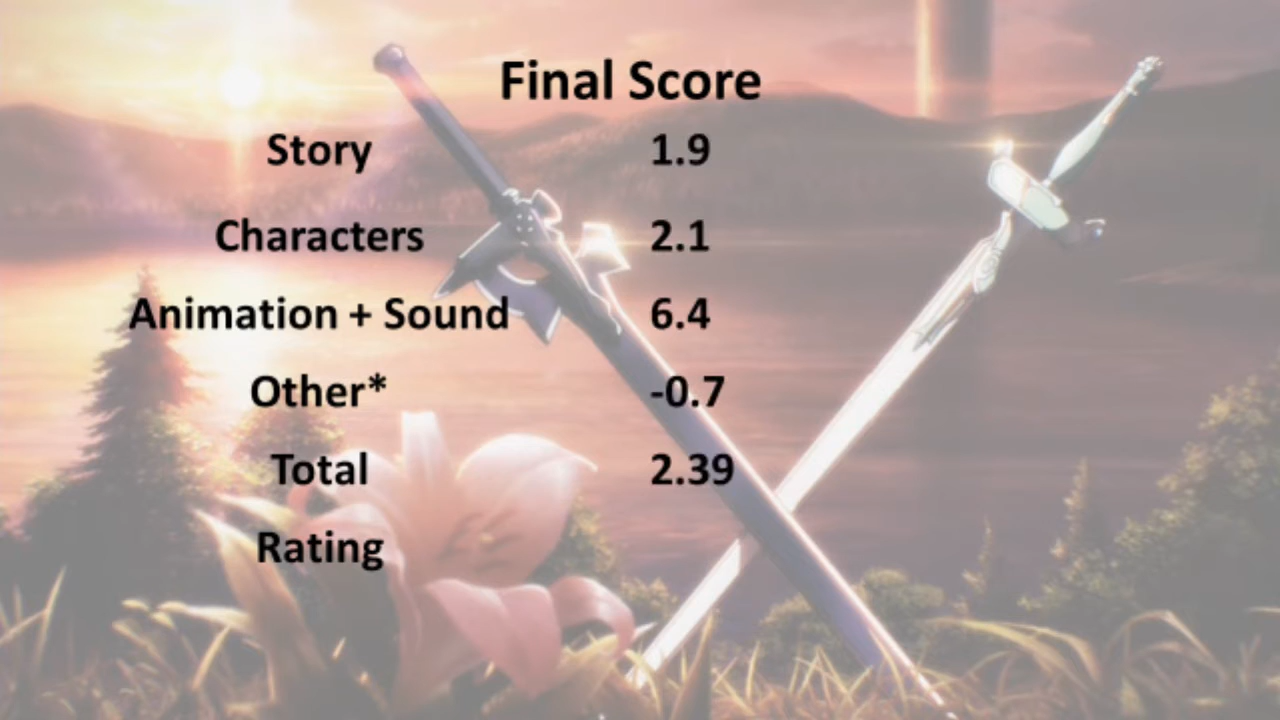 Final Score
Story 1.9
Characters 2.1
Animation + Sound 6.4
Other* -0.7
Total 2.39
Rating